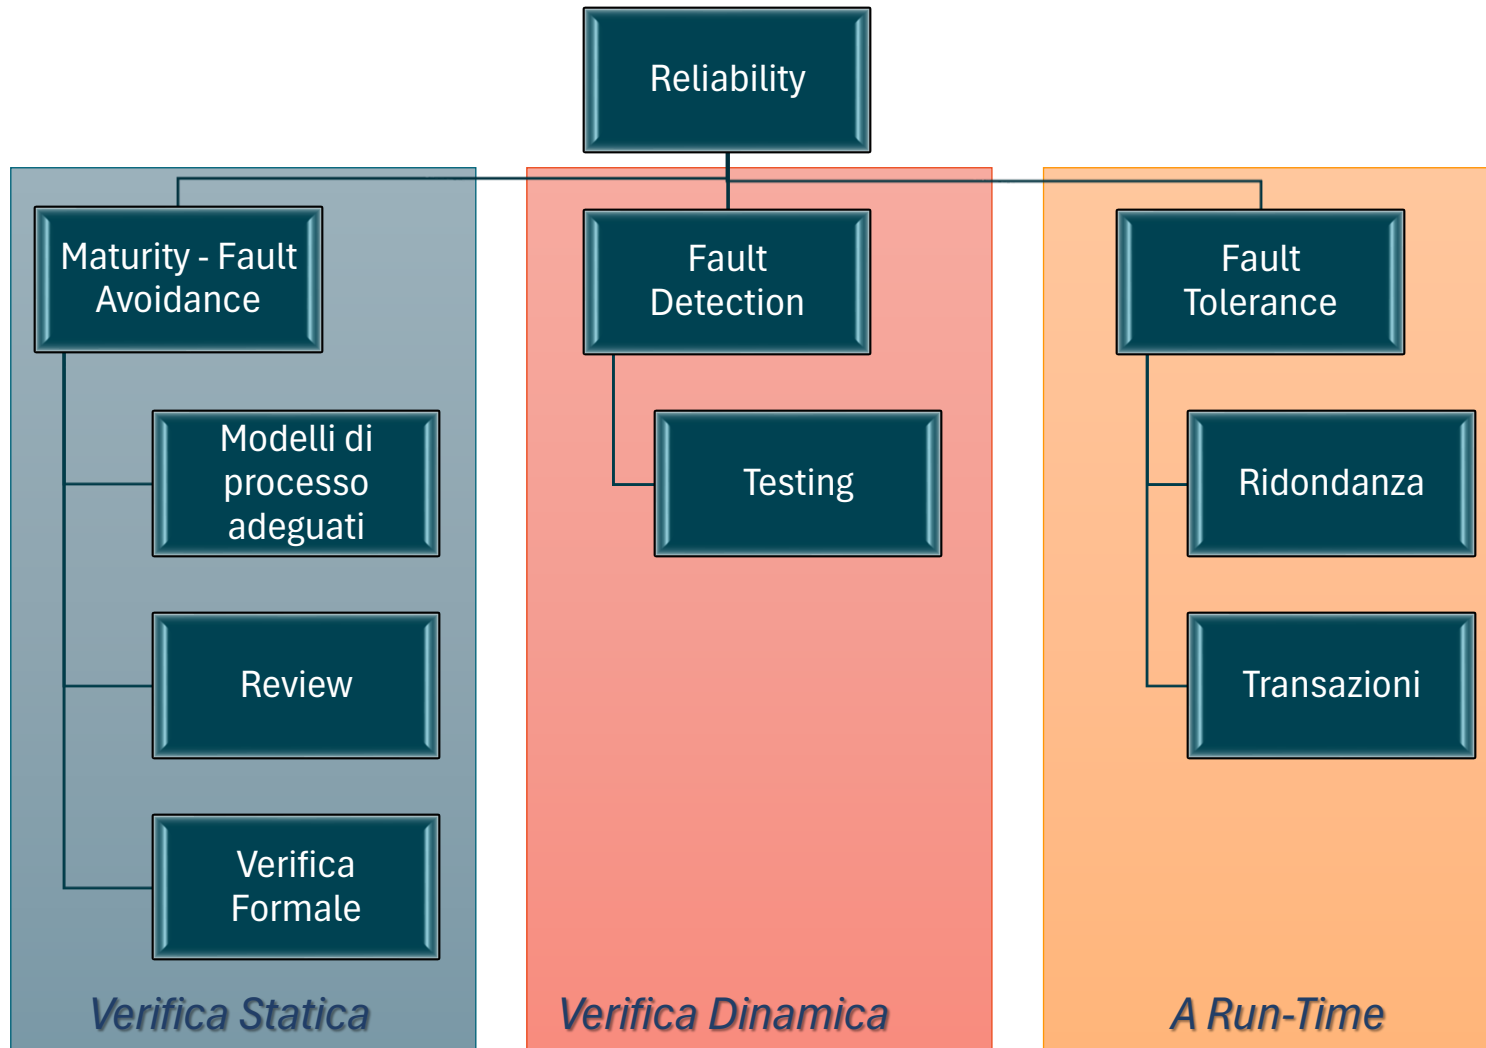 Reliability
Maturity - Fault
Avoidance
Modelli di
processo
adeguati
Review
Verifica
Formale
Verifica Statica
Fault
Detection
Testing
Verifica Dinamica
Fault
Tolerance
Ridondanza
Transazioni
A Run-Time